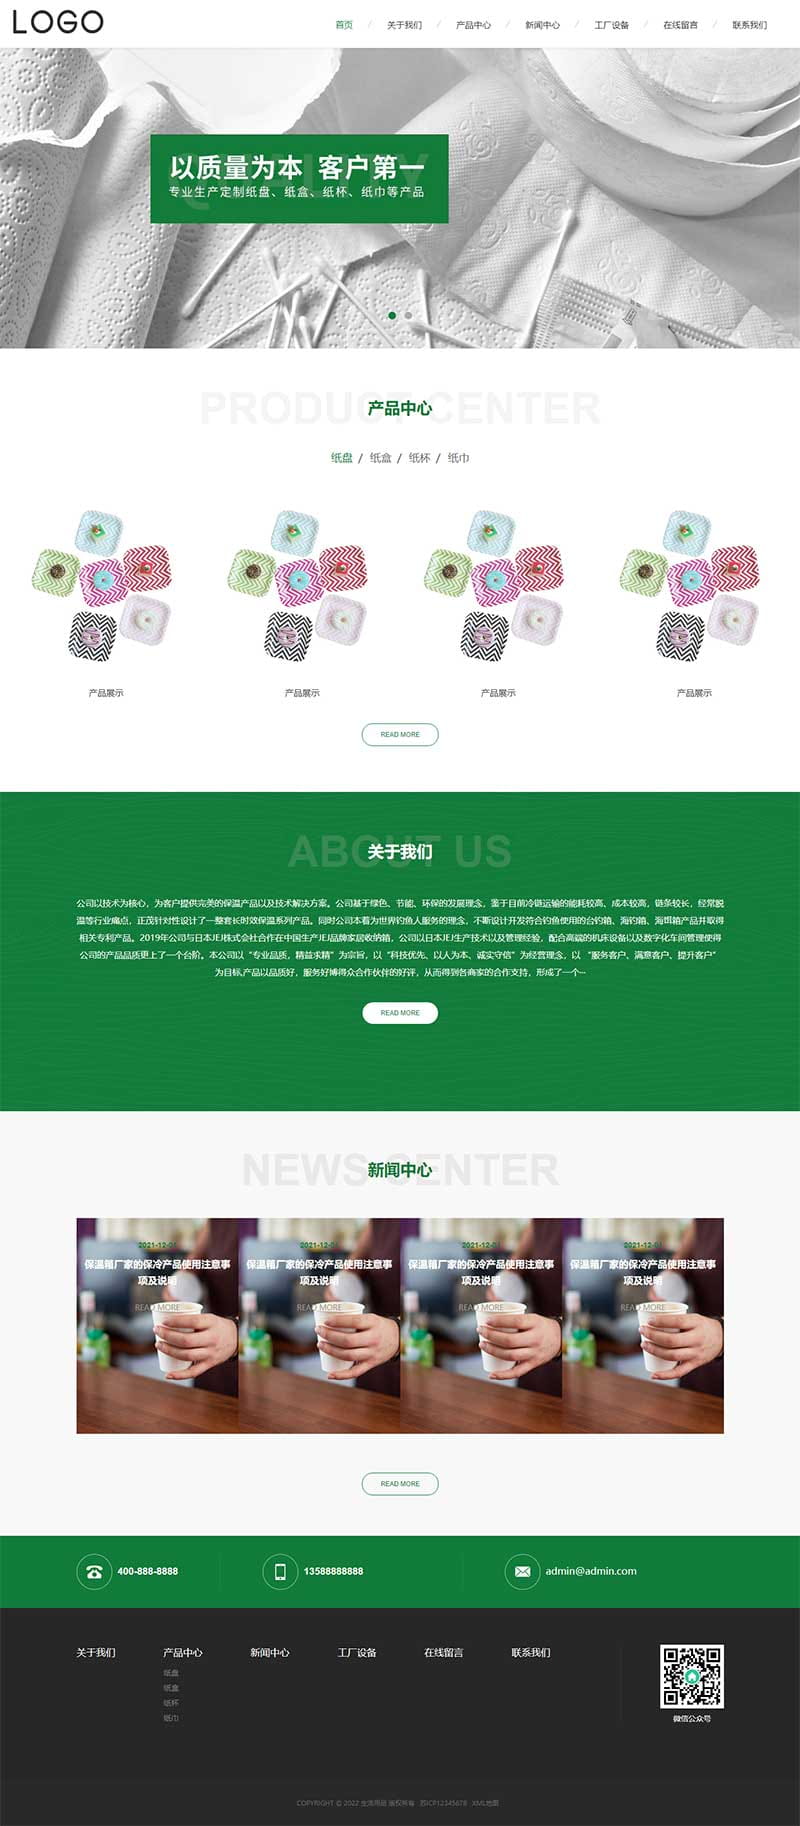 LOGO
首页 / 关于我们 / 产品中心 / 新闻中心 / 工厂设备 / 在线留言 / 联系我们
以质量为本 客户第一
专业生产定制纸盘、纸盒、纸杯、纸巾等产品
PRODUCT CENTER
产品中心
纸盘 / 纸盒 / 纸杯 / 纸巾
产品展示 产品展示 产品展示 产品展示
READ MORE
ABOUT US
关于我们
公司以技术为核心，为客户提供完美的保温产品以及技术解决方案。公司基于绿色、节能、环保的发展理念，鉴于目前冷链运输的能耗较高、成本较高，链条较长，经常脱
温等行业痛点，正茂针对性设计了一整套长时效保温系列产品。同时公司本着为世界钓鱼人服务的理念，不断设计开发符合钓鱼使用的台钓箱、海钓箱、海饵箱产品并取得
相关专利产品。2019年公司与日本JEJ株式会社合作在中国生产JEJ品牌家居收纳箱，公司以日本JEJ生产技术以及管理经验，配合高端的机床设备以及数字化车间管理使得
公司的产品品质更上了一个台阶。本公司以“专业品质，精益求精”为宗旨，以“科技优先、以人为本、诚实守信”为经营理念，以 “服务客户、满意客户、提升客户”
为目标,产品以品质好，服务好博得众合作伙伴的好评，从而得到各商家的合作支持，形成了一个···
READ MORE
NEWS CENTER
新闻中心
2021-12-01 2021-12-01 2021-12-01 2021-12-01
保温箱厂家的保冷产品使用注意事 保温箱厂家的保冷产品使用注意事 保温箱厂家的保冷产品使用注意事 保温箱厂家的保冷产品使用注意事
项及说明 项及说明 项及说明 项及说明
READ MORE READ MORE READ MORE READ MORE
READ MORE
400-888-8888 13588888888 admin@admin.com
关于我们 产品中心 新闻中心 工厂设备 在线留言 联系我们
纸盘
纸盒
纸杯
纸巾
微信公众号
COPYRIGHT © 2022 生活用品 版权所有 苏ICP12345678 - XML地图